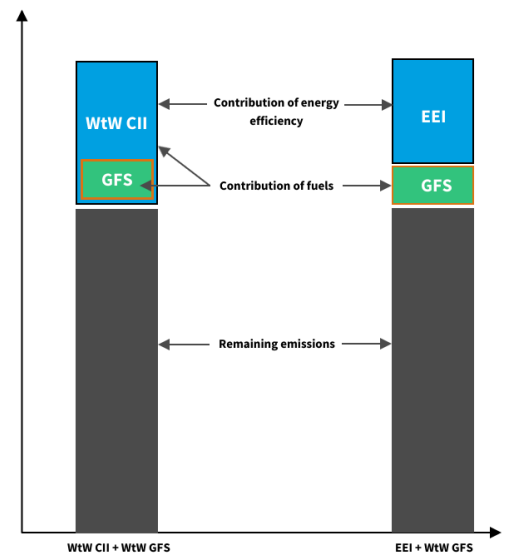 WtW CII
GFS
Contribution of energy
efficiency
Contribution of fuels
Remaining emissions
EEI
GFS
WtW CII + WtW GFS
EEI + WtW GFS